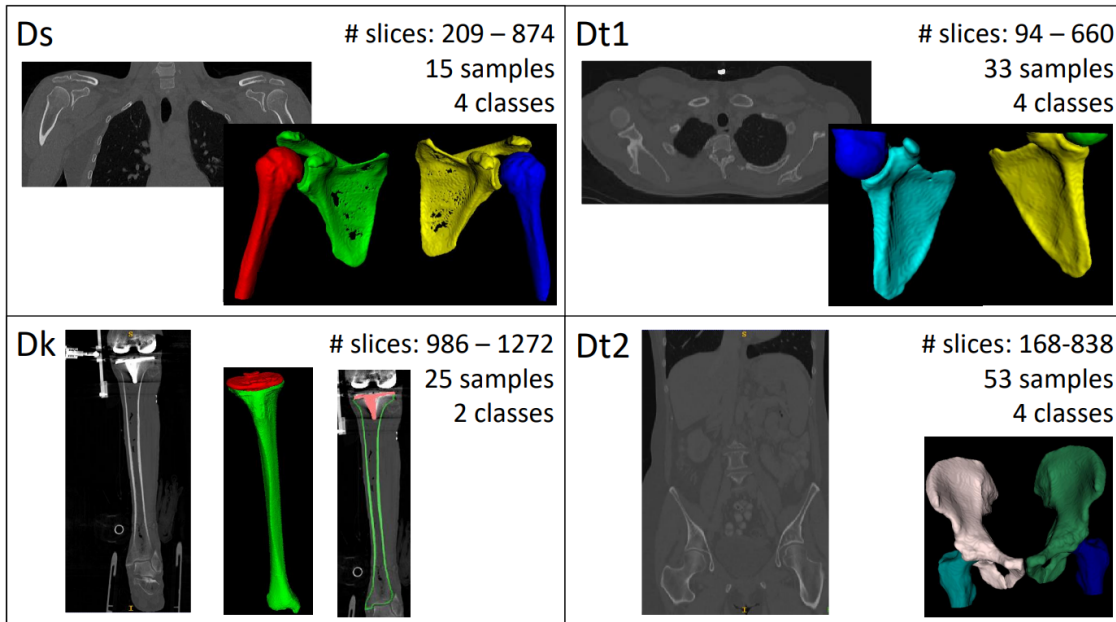 Ds
# slices: 209 – 874
15 samples
4 classes
Dt1
# slices: 94 – 660
33 samples
4 classes
Dk
S
I
# slices: 986 – 1272
25 samples
2 classes
Dt2
S
I
# slices: 168-838
53 samples
4 classes